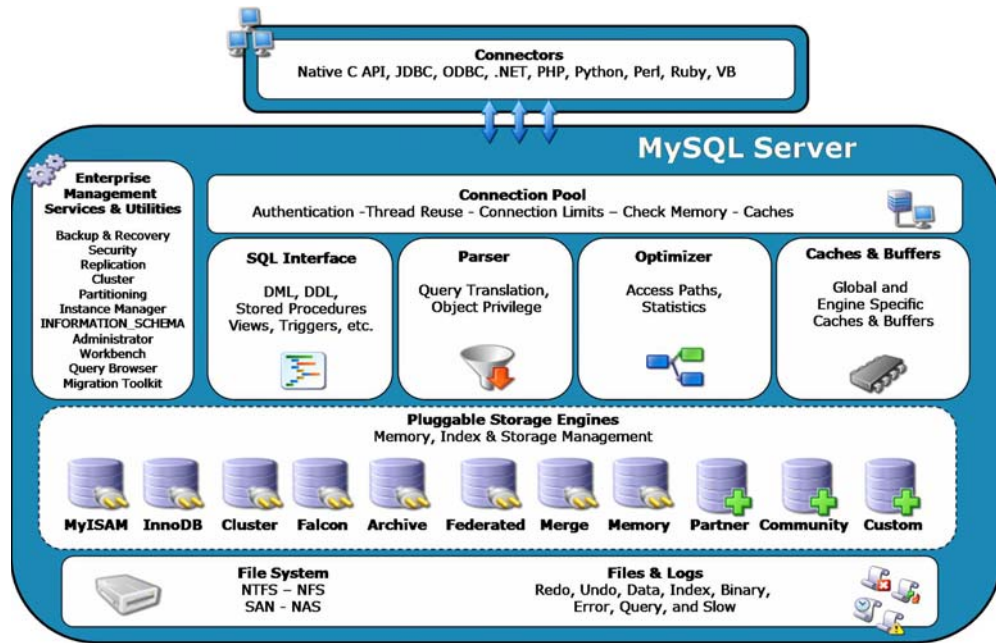 Connectors
Native C API, JDBC, ODBC, .NET, PHP, Python, Perl, Ruby, VB
MySQL Server
Enterprise
Management
Services & Utilities
Backup & Recovery
Security
Replication
Cluster
Partitioning
Instance Manager
INFORMATION_SCHEMA
Administrator
Workbench
Query Browser
Migration Toolkit
Connection Pool
Authentication -Thread Reuse - Connection Limits – Check Memory - Caches
SQL Interface
DML, DDL,
Stored Procedures
Views, Triggers, etc.
Parser
Query Translation,
Object Privilege
Optimizer
Access Paths,
Statistics
Caches & Buffers
Global and
Engine Specific
Caches & Buffers
Pluggable Storage Engines
Memory, Index & Storage Management
MyISAM
InnoDB
Cluster
Falcon
Archive
Federated
Merge
Memory
Partner
Community
Custom
File System
NTFS – NFS
SAN - NAS
Files & Logs
Redo, Undo, Data, Index, Binary,
Error, Query, and Slow